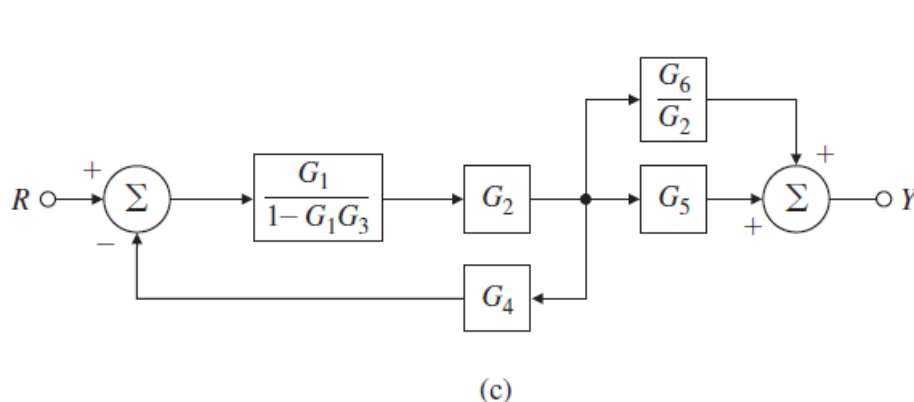 G₆
G₂
+
+
G₁
1– G₁G₃
R
Σ
G₂
G₅
Σ
Y
–
+
G₄
(c)